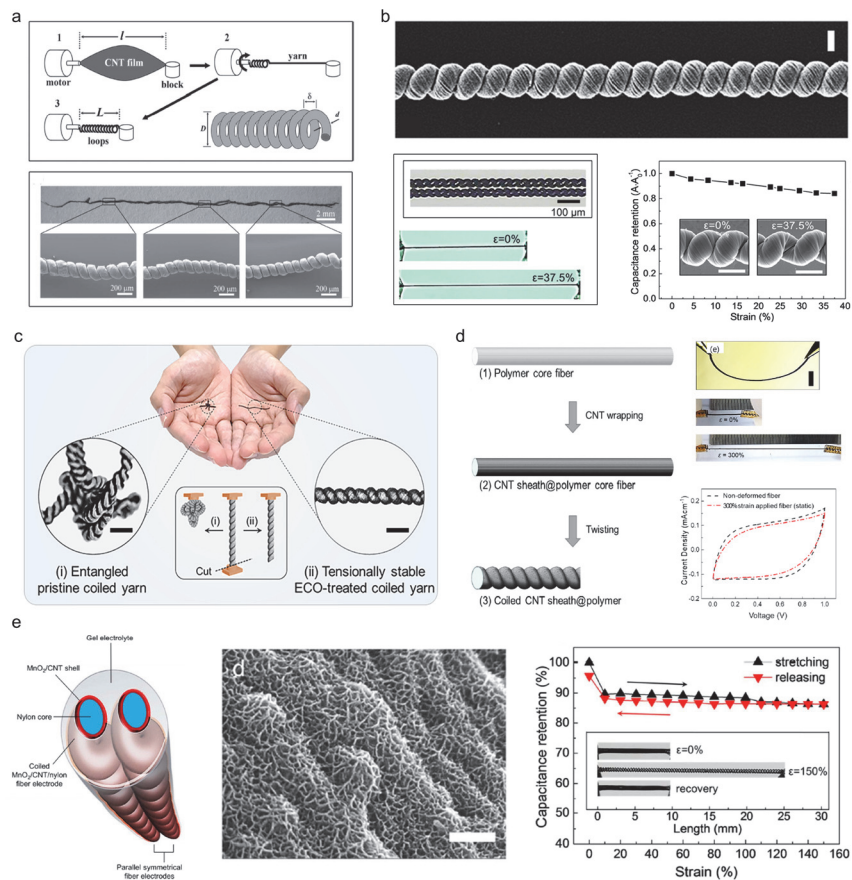 a
l
1
2
CNT film
yarn
motor
block
3
L
loops
δ
d
D
2 mm
200 μm
200 μm
200 μm
b
100 μm
ε=0%
ε=37.5%
Capacitance retention (A·A₀⁻¹)
1.0
0.8
0.6
0.4
0.2
0.0
ε=0%
ε=37.5%
0 5 10 15 20 25 30 35 40
Strain (%)
c
(i)
(ii)
Cut
(i) Entangled
pristine coiled yarn
(ii) Tensionally stable
ECO-treated coiled yarn
d
(1) Polymer core fiber
CNT wrapping
(2) CNT sheath@polymer core fiber
Twisting
(3) Coiled CNT sheath@polymer
(e)
ε = 0%
ε = 300%
Non-deformed fiber
300%strain applied fiber (static)
Current Density (mAcm⁻²)
0.2
0.1
0.0
-0.1
-0.2
0.0 0.2 0.4 0.6 0.8 1.0
Voltage (V)
e
Gel electrolyte
MnO₂/CNT shell
Nylon core
Coiled
MnO₂/CNT/nylon
fiber electrode
Parallel symmetrical
fiber electrodes
d
Capacitance retention (%)
100
90
80
70
60
50
40
stretching
releasing
ε=0%
ε=150%
recovery
0 5 10 15 20 25 30
Length (mm)
0 20 40 60 80 100 120 140 160
Strain (%)